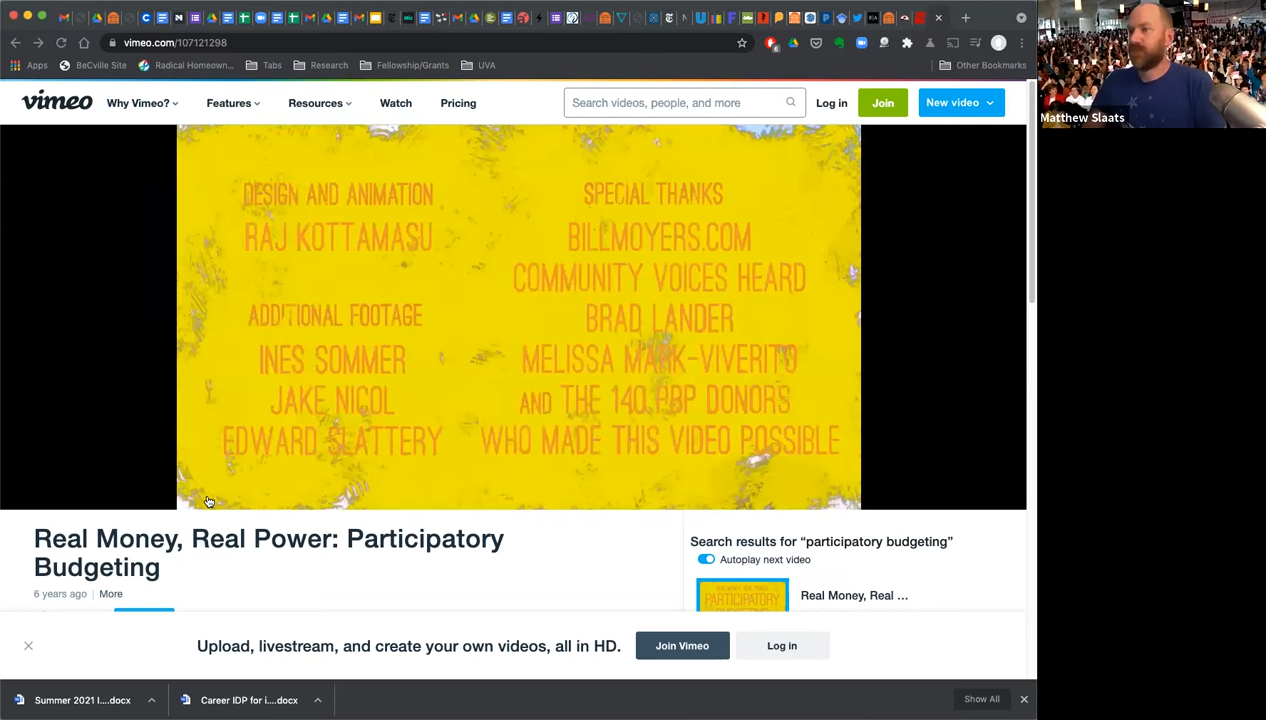 vimeo.com/107121298
Apps
BeCville Site
Radical Homeown...
Tabs
Research
Fellowship/Grants
UVA
Other Bookmarks
Matthew Slaats
vimeo
Why Vimeo?
Features
Resources
Watch
Pricing
Search videos, people, and more
Log in
Join
New video
DESIGN AND ANIMATION
RAJ KOTTAMASU
ADDITIONAL FOOTAGE
INES SOMMER
JAKE NICOL
EDWARD SLATTERY
SPECIAL THANKS
BILLMOYERS.COM
COMMUNITY VOICES HEARD
BRAD LANDER
MELISSA MARK-VIVERITO
AND THE 140 PBP DONORS
WHO MADE THIS VIDEO POSSIBLE
Real Money, Real Power: Participatory
Budgeting
6 years ago
More
Search results for “participatory budgeting”
Autoplay next video
REAL MONEY, REAL POWER
PARTICIPATORY
Real Money, Real ...
Upload, livestream, and create your own videos, all in HD.
Join Vimeo
Log in
Summer 2021 I....docx
Career IDP for i....docx
Show All